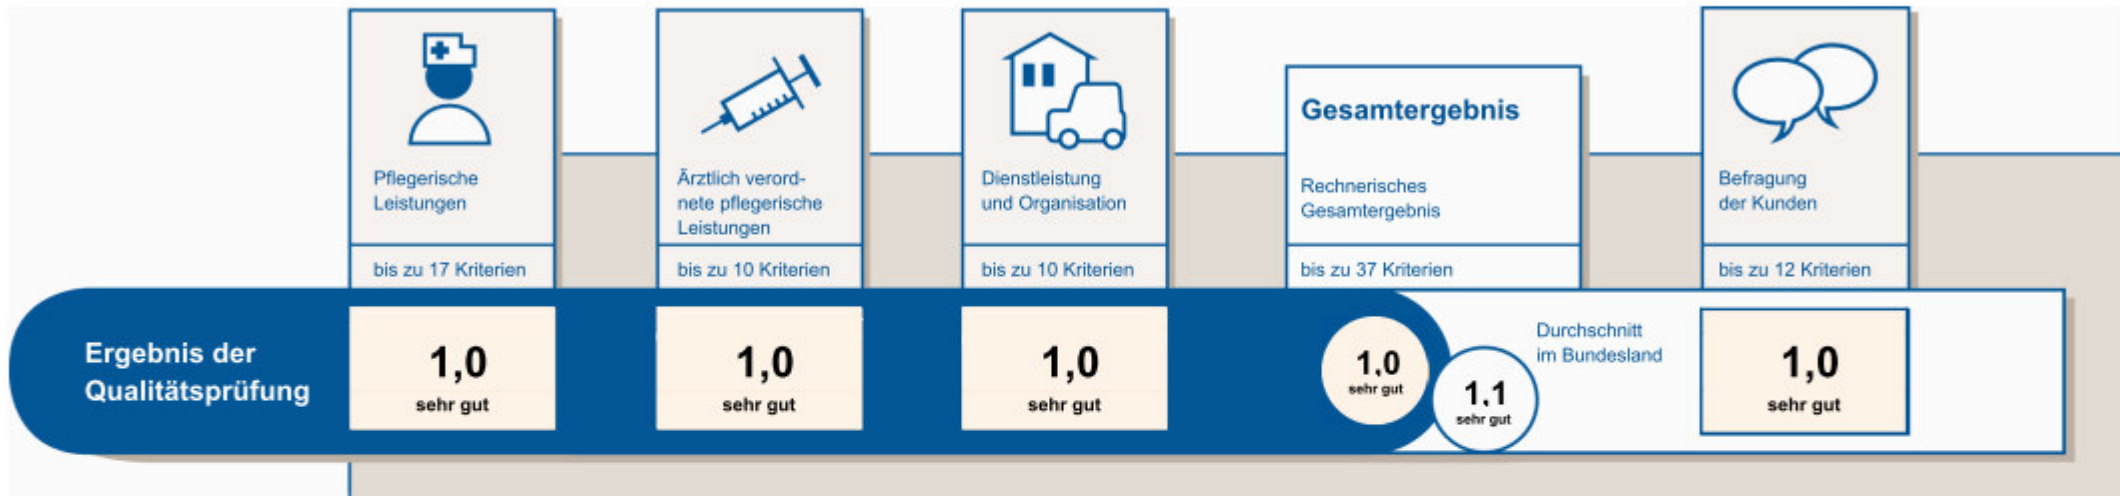 Pflegerische
Leistungen
bis zu 17 Kriterien
Ärztlich verord-
nete pflegerische
Leistungen
bis zu 10 Kriterien
Dienstleistung
und Organisation
bis zu 10 Kriterien
Gesamtergebnis
Rechnerisches
Gesamtergebnis
bis zu 37 Kriterien
Befragung
der Kunden
bis zu 12 Kriterien
Ergebnis der
Qualitätsprüfung
1,0
sehr gut
1,0
sehr gut
1,0
sehr gut
1,0
sehr gut
1,1
sehr gut
Durchschnitt
im Bundesland
1,0
sehr gut